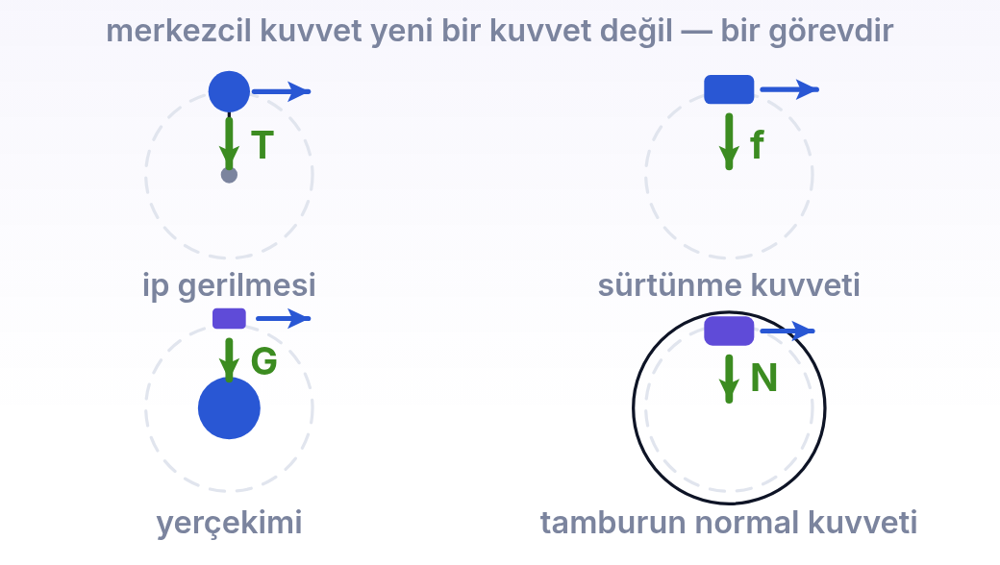 merkezcil kuvvet yeni bir kuvvet değil — bir görevdir
T
f
ip gerilmesi
sürtünme kuvveti
G
N
yerçekimi
tamburun normal kuvveti